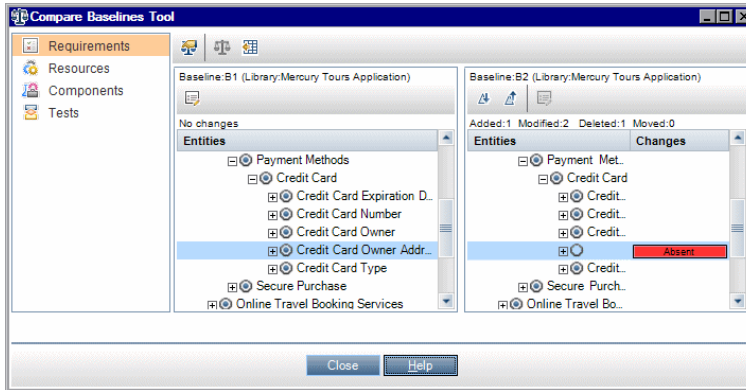 Compare Baselines Tool
Requirements
Resources
Components
Tests
Baseline:B1 (Library:Mercury Tours Application)
No changes
Entities
Payment Methods
Credit Card
Credit Card Expiration D...
Credit Card Number
Credit Card Owner
Credit Card Owner Addr...
Credit Card Type
Secure Purchase
Online Travel Booking Services
Baseline:B2 (Library:Mercury Tours Application)
Added:1 Modified:2 Deleted:1 Moved:0
Entities Changes
Payment Met...
Credit Card
Credit...
Credit...
Credit...
Absent
Credit...
Secure Purch...
Online Travel Bo...
Close Help